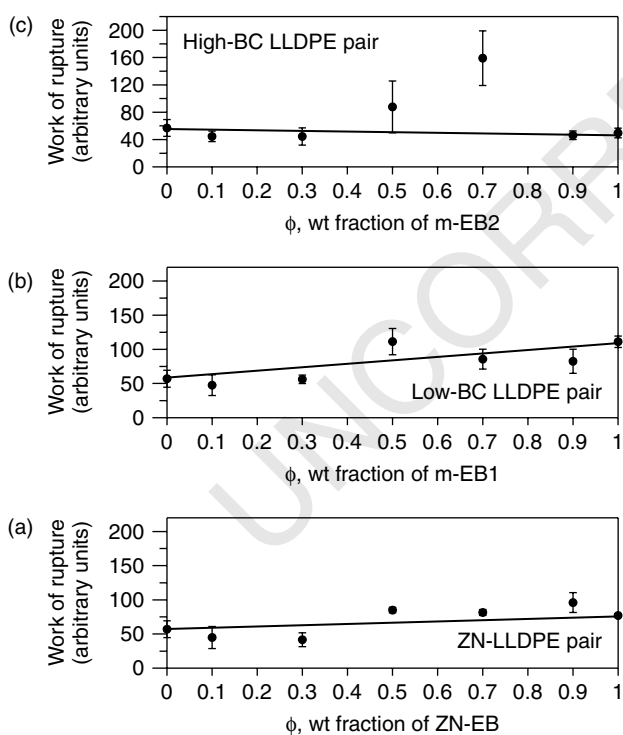 (c)
Work of rupture
(arbitrary units)
200
160
120
80
40
0
High-BC LLDPE pair
0 0.1 0.2 0.3 0.4 0.5 0.6 0.7 0.8 0.9 1
ϕ, wt fraction of m-EB2
(b)
Work of rupture
(arbitrary units)
200
150
100
50
0
Low-BC LLDPE pair
0 0.1 0.2 0.3 0.4 0.5 0.6 0.7 0.8 0.9 1
ϕ, wt fraction of m-EB1
(a)
Work of rupture
(arbitrary units)
200
150
100
50
0
ZN-LLDPE pair
0 0.1 0.2 0.3 0.4 0.5 0.6 0.7 0.8 0.9 1
ϕ, wt fraction of ZN-EB